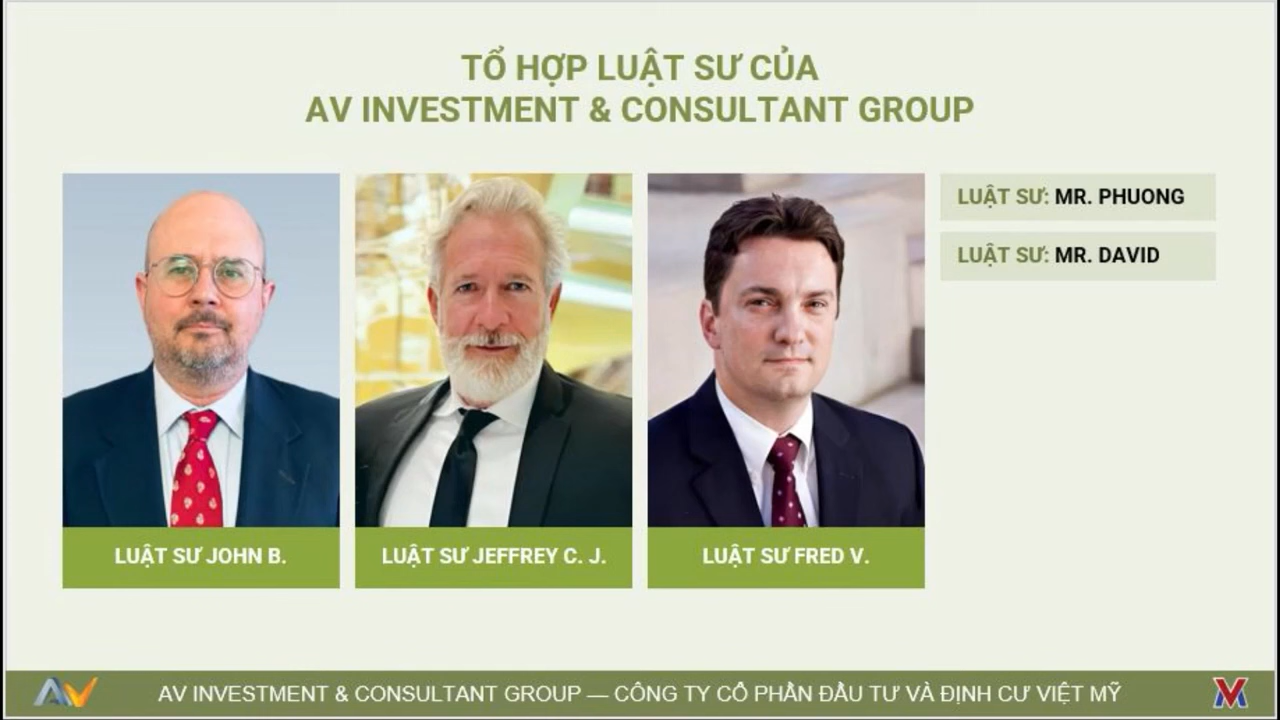 TỔ HỢP LUẬT SƯ CỦA
AV INVESTMENT & CONSULTANT GROUP
LUẬT SƯ: MR. PHUONG
LUẬT SƯ: MR. DAVID
LUẬT SƯ JOHN B.
LUẬT SƯ JEFFREY C. J.
LUẬT SƯ FRED V.
AV
AV INVESTMENT & CONSULTANT GROUP — CÔNG TY CỔ PHẦN ĐẦU TƯ VÀ ĐỊNH CƯ VIỆT MỸ
VM